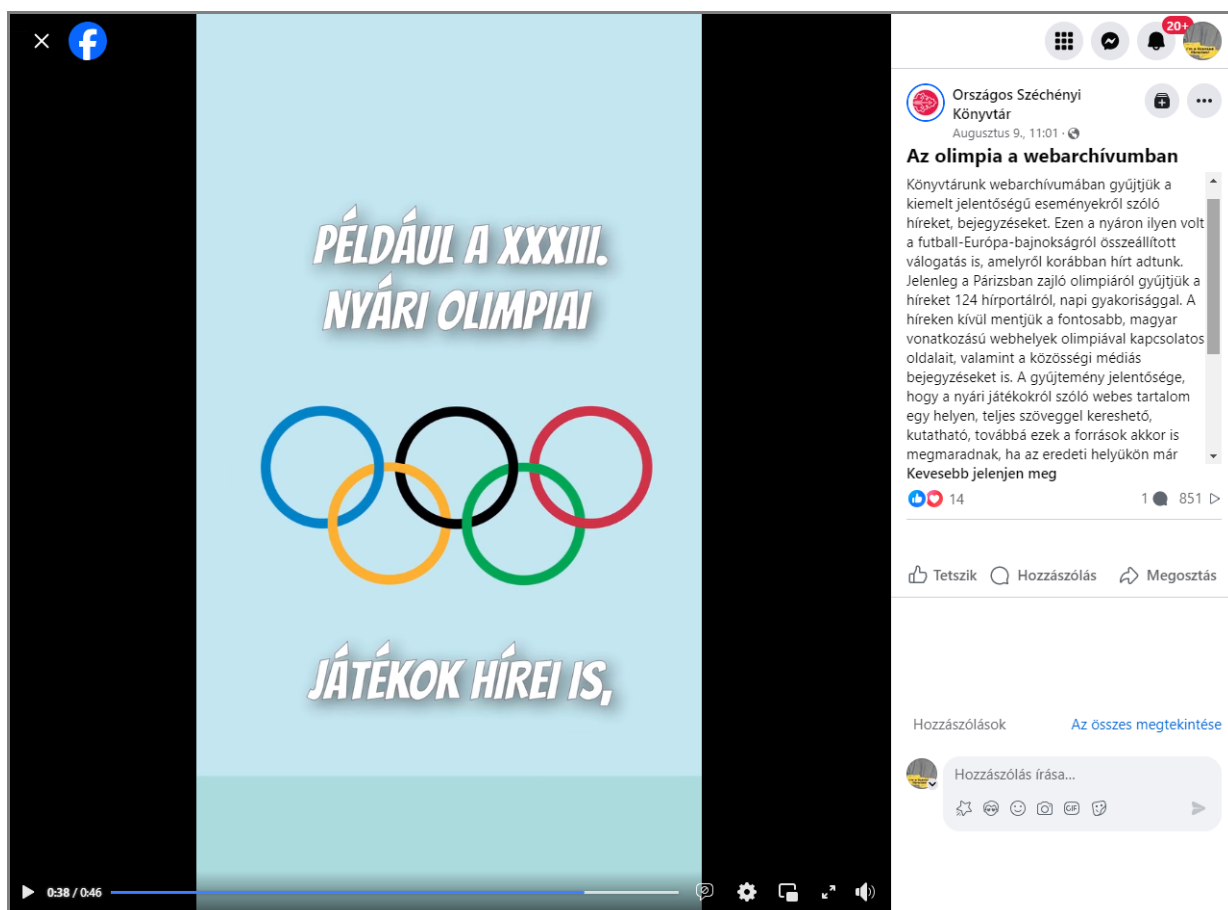 PÉLDÁUL A XXXIII.
NYÁRI OLIMPIAI
JÁTÉKOK HÍREI IS,
0:38 / 0:46
20+
Országos Széchényi
Könyvtár
Augusztus 9., 11:01 ·
Az olimpia a webarchívumban
Könyvtárunk webarchívumában gyűjtjük a
kiemelt jelentőségű eseményekről szóló
híreket, bejegyzéseket. Ezen a nyáron ilyen volt
a futball-Európa-bajnokságról összeállított
válogatás is, amelyről korábban hírt adtunk.
Jelenleg a Párizsban zajló olimpiáról gyűjtjük a
híreket 124 hírportálról, napi gyakorisággal. A
híreken kívül mentjük a fontosabb, magyar
vonatkozású webhelyek olimpiával kapcsolatos
oldalait, valamint a közösségi médiás
bejegyzéseket is. A gyűjtemény jelentősége,
hogy a nyári játékokról szóló webes tartalom
egy helyen, teljes szöveggel kereshető,
kutatható, továbbá ezek a források akkor is
megmaradnak, ha az eredeti helyükön már
Kevesebb jelenjen meg
14 1 851
Tetszik Hozzászólás Megosztás
Hozzászólások Az összes megtekintése
Hozzászólás írása...
GIF